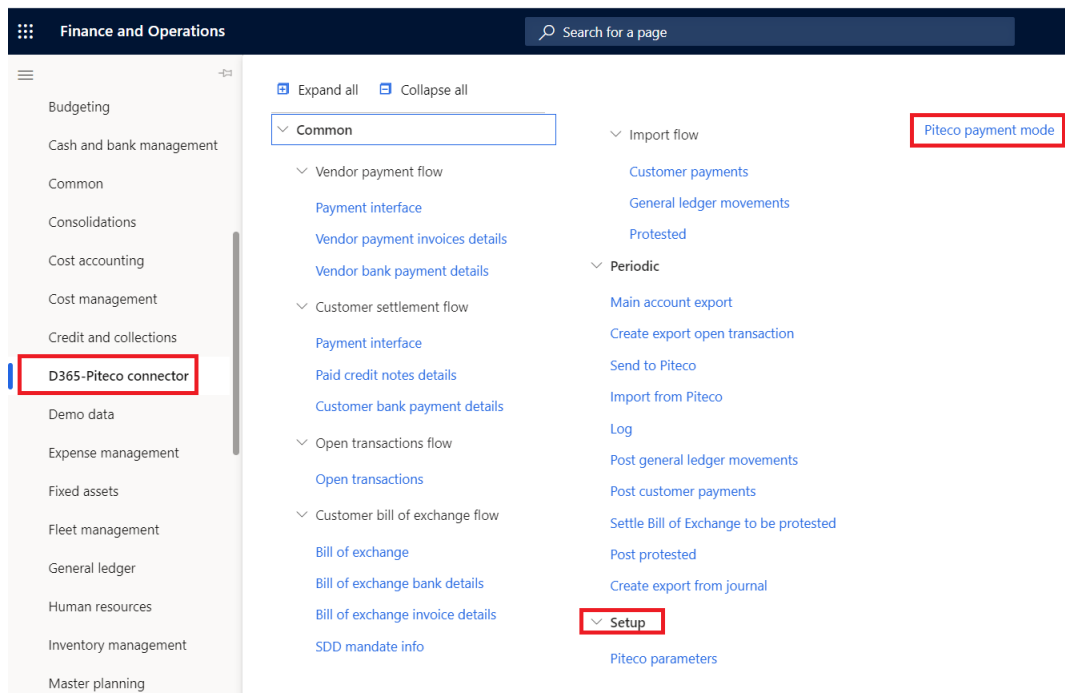 Finance and Operations
Search for a page
Budgeting
Cash and bank management
Common
Consolidations
Cost accounting
Cost management
Credit and collections
D365-Piteco connector
Demo data
Expense management
Fixed assets
Fleet management
General ledger
Human resources
Inventory management
Master planning
Expand all
Collapse all
Common
Vendor payment flow
Payment interface
Vendor payment invoices details
Vendor bank payment details
Customer settlement flow
Payment interface
Paid credit notes details
Customer bank payment details
Open transactions flow
Open transactions
Customer bill of exchange flow
Bill of exchange
Bill of exchange bank details
Bill of exchange invoice details
SDD mandate info
Import flow
Customer payments
General ledger movements
Protested
Periodic
Main account export
Create export open transaction
Send to Piteco
Import from Piteco
Log
Post general ledger movements
Post customer payments
Settle Bill of Exchange to be protested
Post protested
Create export from journal
Setup
Piteco parameters
Piteco payment mode